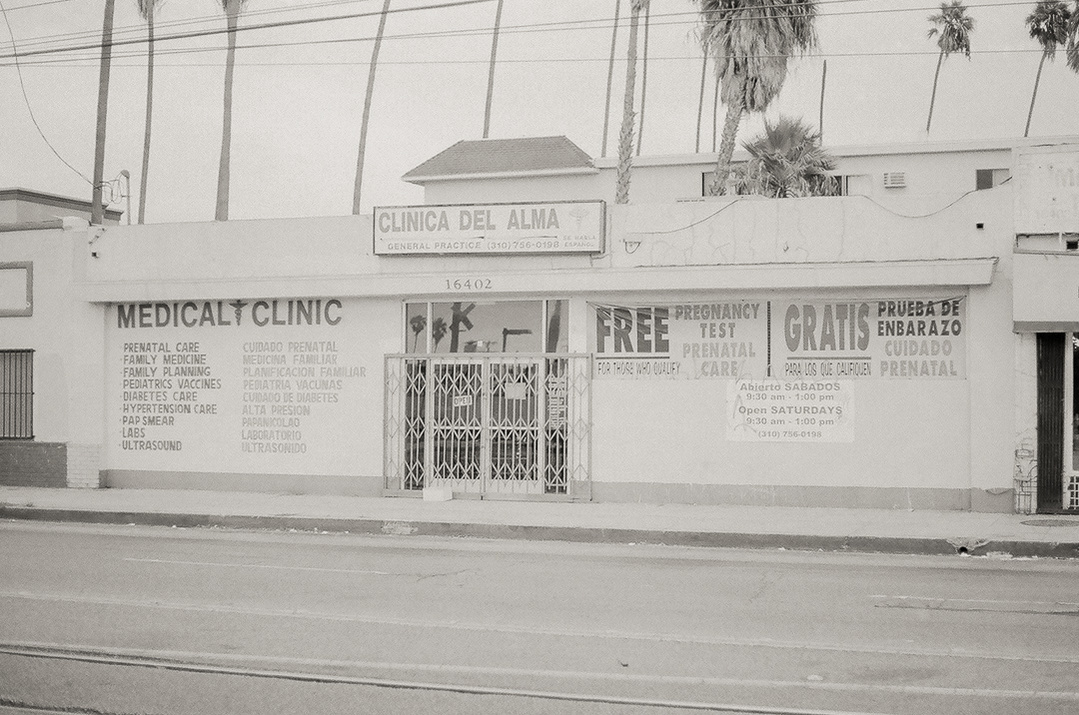 CLINICA DEL ALMA
GENERAL PRACTICE (310) 756-0198 SE HABLA ESPAÑOL
16402
MEDICAL CLINIC
·PRENATAL CARE
·FAMILY MEDICINE
·FAMILY PLANNING
·PEDIATRICS VACCINES
·DIABETES CARE
·HYPERTENSION CARE
·PAP SMEAR
·LABS
·ULTRASOUND
CUIDADO PRENATAL
MEDICINA FAMILIAR
PLANIFICACION FAMILIAR
PEDIATRIA VACUNAS
CUIDADO DE DIABETES
ALTA PRESION
PAPANICOLAO
LABORATORIO
ULTRASONIDO
OPEN
FREE
FOR THOSE WHO QUALIFY
PREGNANCY
TEST
PRENATAL
CARE
GRATIS
PARA LOS QUE CALIFIQUEN
PRUEBA DE
ENBARAZO
CUIDADO
PRENATAL
Abierto SABADOS
9:30 am - 1:00 pm
Open SATURDAYS
9:30 am - 1:00 pm
(310) 756-0198